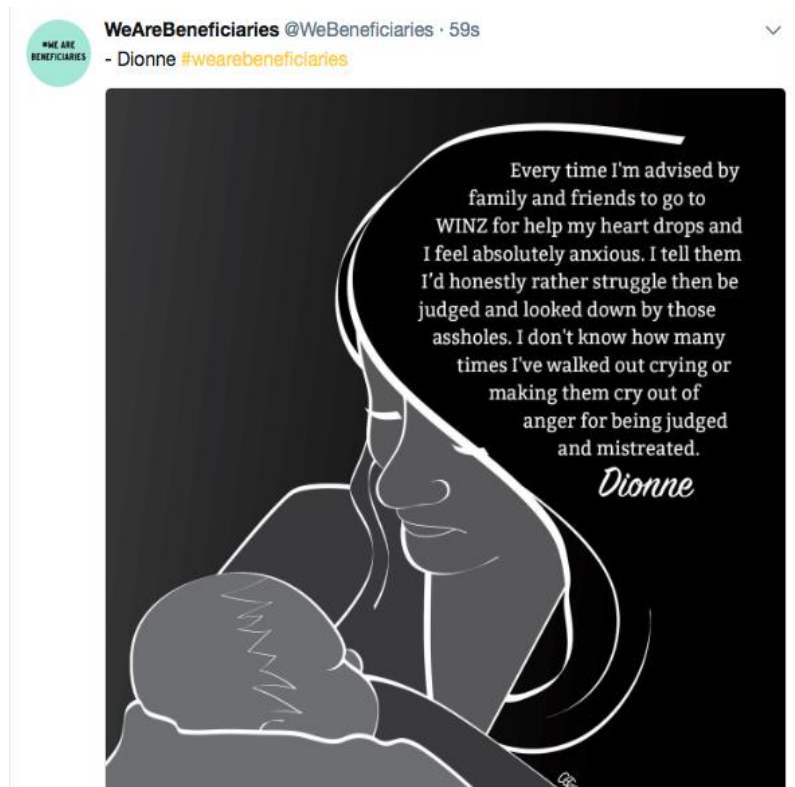 WeAreBeneficiaries @WeBeneficiaries · 59s
#WE ARE
BENEFICIARIES
- Dionne #wearebeneficiaries
Every time I'm advised by
family and friends to go to
WINZ for help my heart drops and
I feel absolutely anxious. I tell them
I'd honestly rather struggle then be
judged and looked down by those
assholes. I don't know how many
times I've walked out crying or
making them cry out of
anger for being judged
and mistreated.
Dionne